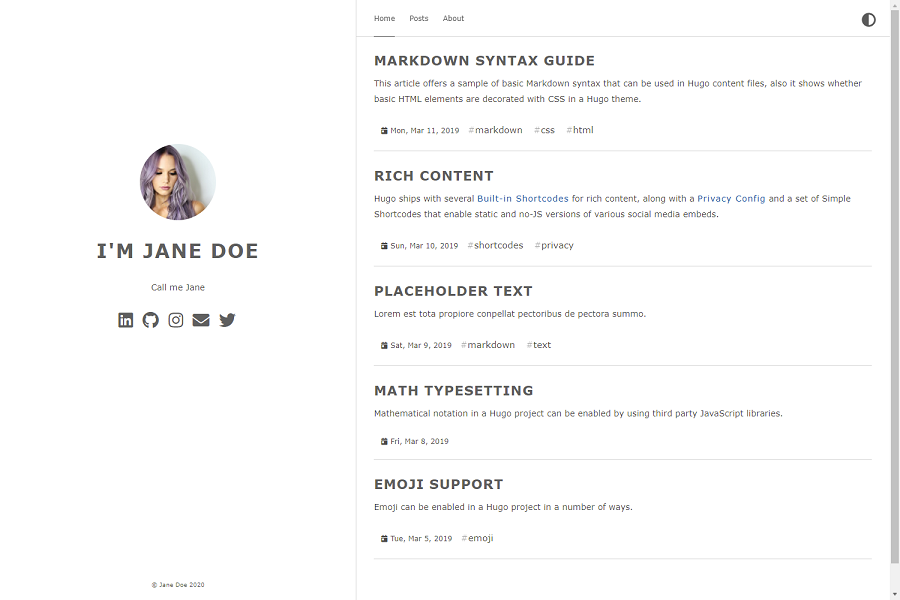 I'M JANE DOE
Call me Jane
© Jane Doe 2020
Home Posts About
MARKDOWN SYNTAX GUIDE
This article offers a sample of basic Markdown syntax that can be used in Hugo content files, also it shows whether
basic HTML elements are decorated with CSS in a Hugo theme.
Mon, Mar 11, 2019 #markdown #css #html
RICH CONTENT
Hugo ships with several Built-in Shortcodes for rich content, along with a Privacy Config and a set of Simple
Shortcodes that enable static and no-JS versions of various social media embeds.
Sun, Mar 10, 2019 #shortcodes #privacy
PLACEHOLDER TEXT
Lorem est tota propiore conpellat pectoribus de pectora summo.
Sat, Mar 9, 2019 #markdown #text
MATH TYPESETTING
Mathematical notation in a Hugo project can be enabled by using third party JavaScript libraries.
Fri, Mar 8, 2019
EMOJI SUPPORT
Emoji can be enabled in a Hugo project in a number of ways.
Tue, Mar 5, 2019 #emoji